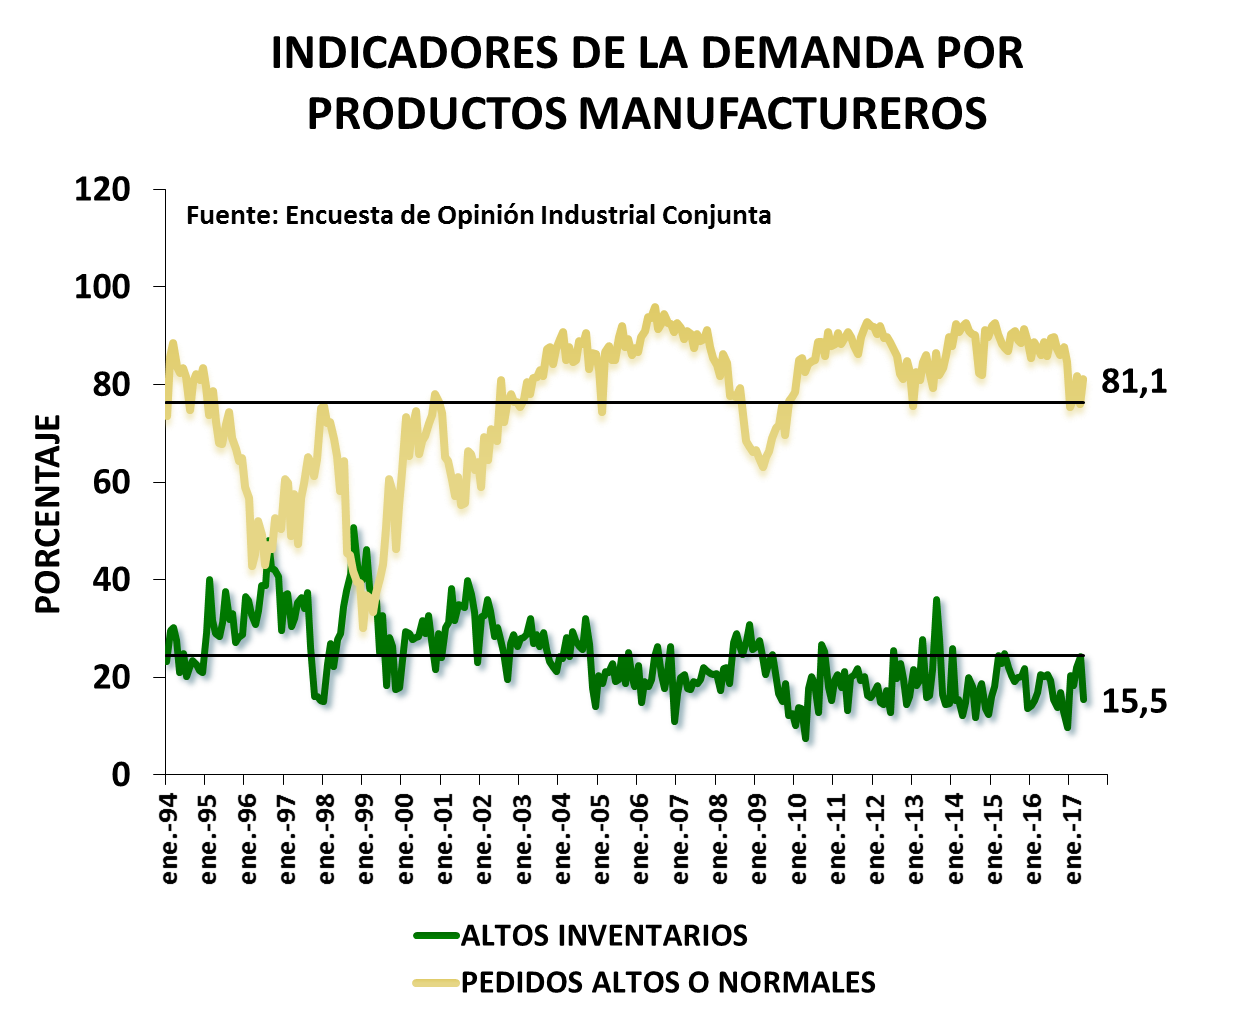 INDICADORES DE LA DEMANDA POR
PRODUCTOS MANUFACTUREROS
Fuente: Encuesta de Opinión Industrial Conjunta
PORCENTAJE
120
100
80
60
40
20
0
81,1
15,5
ene.-94
ene.-95
ene.-96
ene.-97
ene.-98
ene.-99
ene.-00
ene.-01
ene.-02
ene.-03
ene.-04
ene.-05
ene.-06
ene.-07
ene.-08
ene.-09
ene.-10
ene.-11
ene.-12
ene.-13
ene.-14
ene.-15
ene.-16
ene.-17
ALTOS INVENTARIOS
PEDIDOS ALTOS O NORMALES